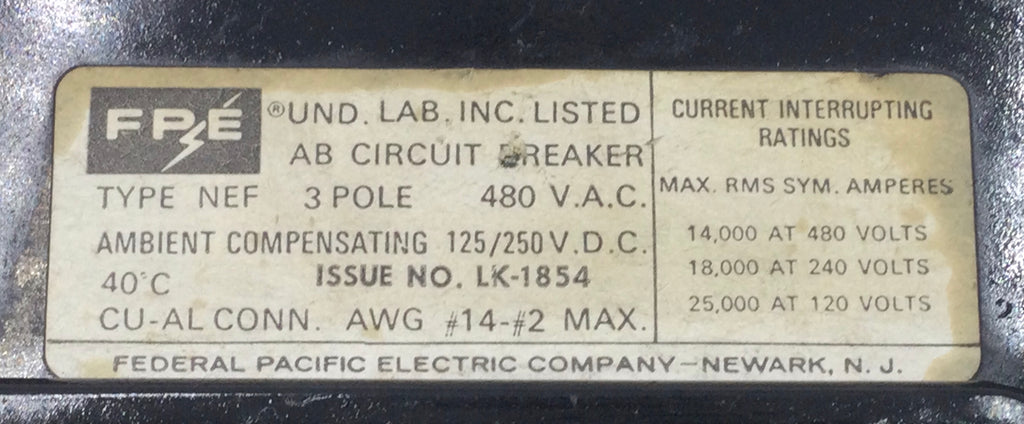 FPE
® UND. LAB. INC. LISTED
AB CIRCUIT BREAKER
TYPE NEF 3 POLE 480 V.A.C.
AMBIENT COMPENSATING 125/250 V.D.C.
40°C ISSUE NO. LK-1854
CU-AL CONN. AWG #14-#2 MAX.
CURRENT INTERRUPTING
RATINGS
MAX. RMS SYM. AMPERES
14,000 AT 480 VOLTS
18,000 AT 240 VOLTS
25,000 AT 120 VOLTS
FEDERAL PACIFIC ELECTRIC COMPANY—NEWARK, N. J.